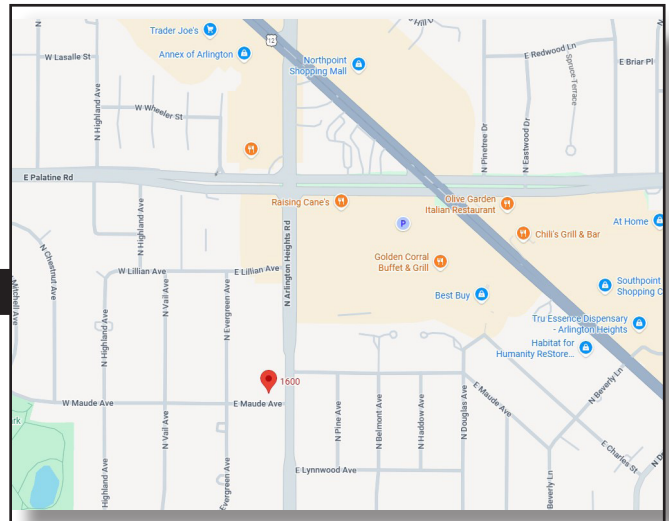 Trader Joe's
Annex of Arlington
12
Northpoint
Shopping Mall
Hill D
E Redwood Ln
E Briar Pl
Spruce Terrace
W Lasalle St
N Highland Ave
W Wheeler St
N Pinetree Dr
N Eastwood Dr
E Palatine Rd
Raising Cane's
Olive Garden
Italian Restaurant
P
Chili's Grill & Bar
At Home
N Highland ave
N Arlington Heights Rd
Golden Corral
Buffet & Grill
N Chestnut Ave
Mitchell Ave
W Lillian Ave
E Lillian Ave
N Vail Ave
N Evergreen Ave
Best Buy
Southpoint
Shopping C
Tru Essence Dispensary
- Arlington Heights
Habitat for
Humanity ReStore...
N Highland Ave
1600
W Maude Ave
E Maude Ave
E Maude Ave
N Beverly Ln
rk
N Vail Ave
N Pine Ave
N Belmont Ave
N Haddow Ave
N Douglas Ave
E Charles St
E Lynnwood Ave
Highland Ave
Evergreen Ave
Beverly Ln
N D